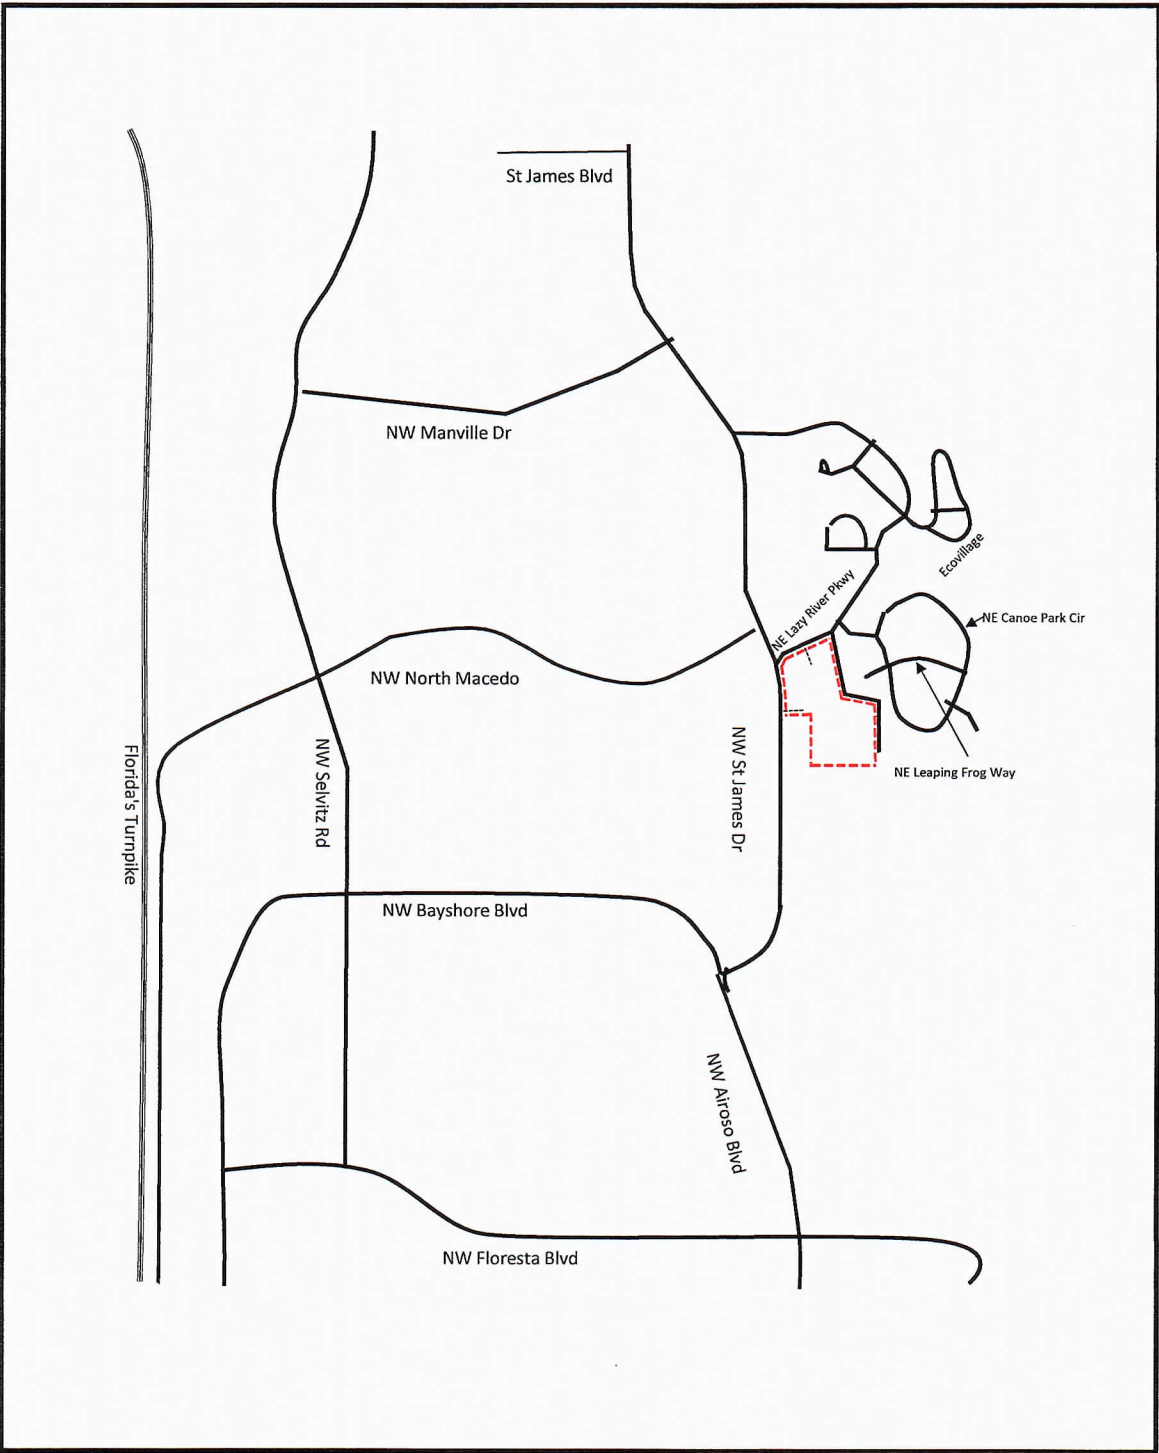 St James Blvd
NW Manville Dr
Ecovillage
NE Lazy River Pkwy
NE Canoe Park Cir
NW North Macedo
NE Leaping Frog Way
Florida's Turnpike
NW Selvitz Rd
NW St James Dr
NW Bayshore Blvd
NW Airoso Blvd
NW Floresta Blvd